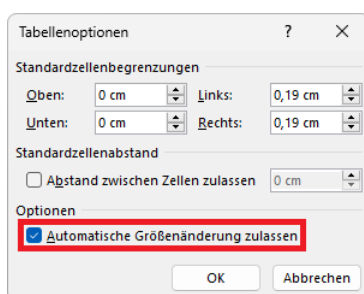 Tabellenoptionen ?
Standardzellenbegrenzungen
Oben: 0 cm Links: 0,19 cm
Unten: 0 cm Rechts: 0,19 cm
Standardzellenabstand
Abstand zwischen Zellen zulassen 0 cm
Optionen
Automatische Größenänderung zulassen
OK Abbrechen